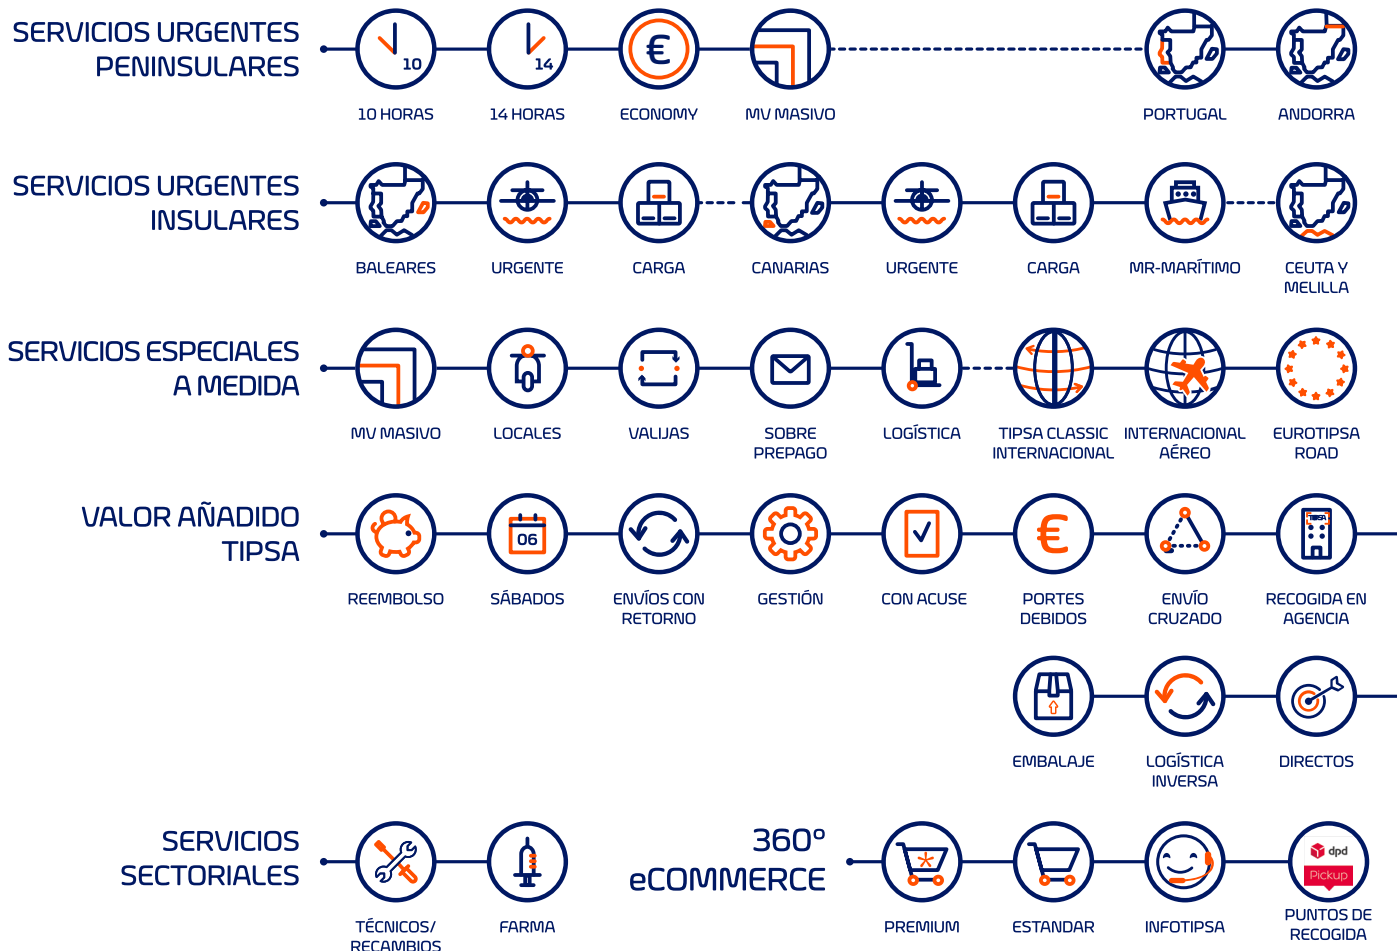 SERVICIOS URGENTES
PENINSULARES
10
14
€
10 HORAS
14 HORAS
ECONOMY
MV MASIVO
PORTUGAL
ANDORRA
SERVICIOS URGENTES
INSULARES
BALEARES
URGENTE
CARGA
CANARIAS
URGENTE
CARGA
MR-MARÍTIMO
CEUTA Y
MELILLA
SERVICIOS ESPECIALES
A MEDIDA
MV MASIVO
LOCALES
VALIJAS
SOBRE
PREPAGO
LOGÍSTICA
TIPSA CLASSIC
INTERNACIONAL
INTERNACIONAL
AÉREO
EUROTIPSA
ROAD
VALOR AÑADIDO
TIPSA
06
€
TIPSA
REEMBOLSO
SÁBADOS
ENVÍOS CON
RETORNO
GESTIÓN
CON ACUSE
PORTES
DEBIDOS
ENVÍO
CRUZADO
RECOGIDA EN
AGENCIA
EMBALAJE
LOGÍSTICA
INVERSA
DIRECTOS
SERVICIOS
SECTORIALES
TÉCNICOS/
RECAMBIOS
FARMA
360º
eCOMMERCE
dpd
Pickup
PREMIUM
ESTANDAR
INFOTIPSA
PUNTOS DE
RECOGIDA